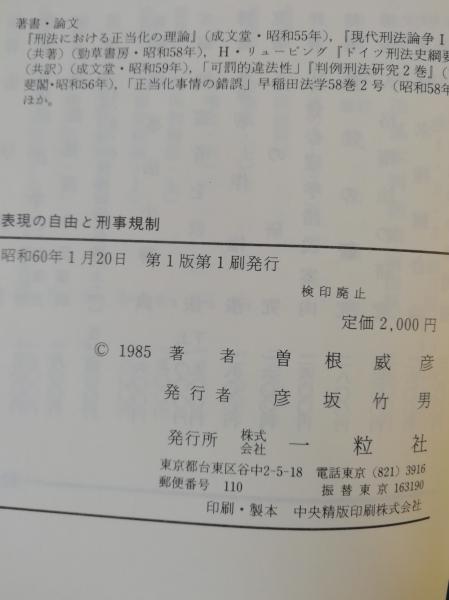 著書・論文
『刑法における正当化の理論』（成文堂・昭和55年），『現代刑法論争Ⅰ
（共著）（勁草書房・昭和58年），H・リューピング『ドイツ刑法史綱要
（共訳）（成文堂・昭和59年），「可罰的違法性」『判例刑法研究2巻』（
斐閣・昭和56年），「正当化事情の錯誤」早稲田法学58巻2号（昭和58年
ほか。
表現の自由と刑事規制
昭和60年1月20日 第1版第1刷発行
検印廃止
定価 2,000円
© 1985 著者 曽根威彦
発行者 彦坂竹男
発行所 株式会社 一粒社
東京都台東区谷中2-5-18 電話東京（821）3916
郵便番号 110 振替東京 163190
印刷・製本 中央精版印刷株式会社